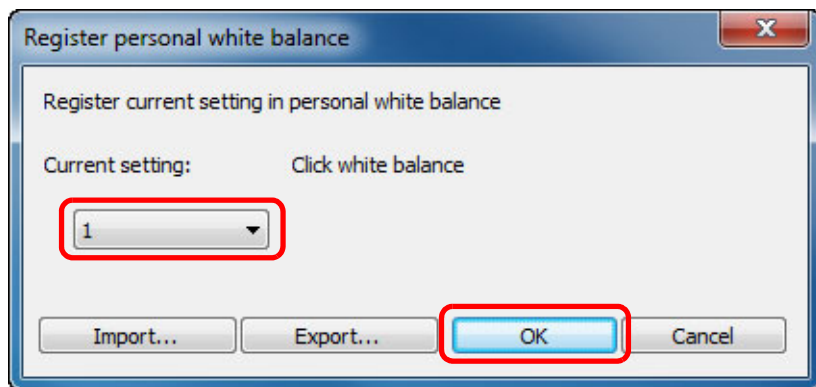 Register personal white balance
Register current setting in personal white balance
Current setting: Click white balance
1
Import... Export... OK Cancel